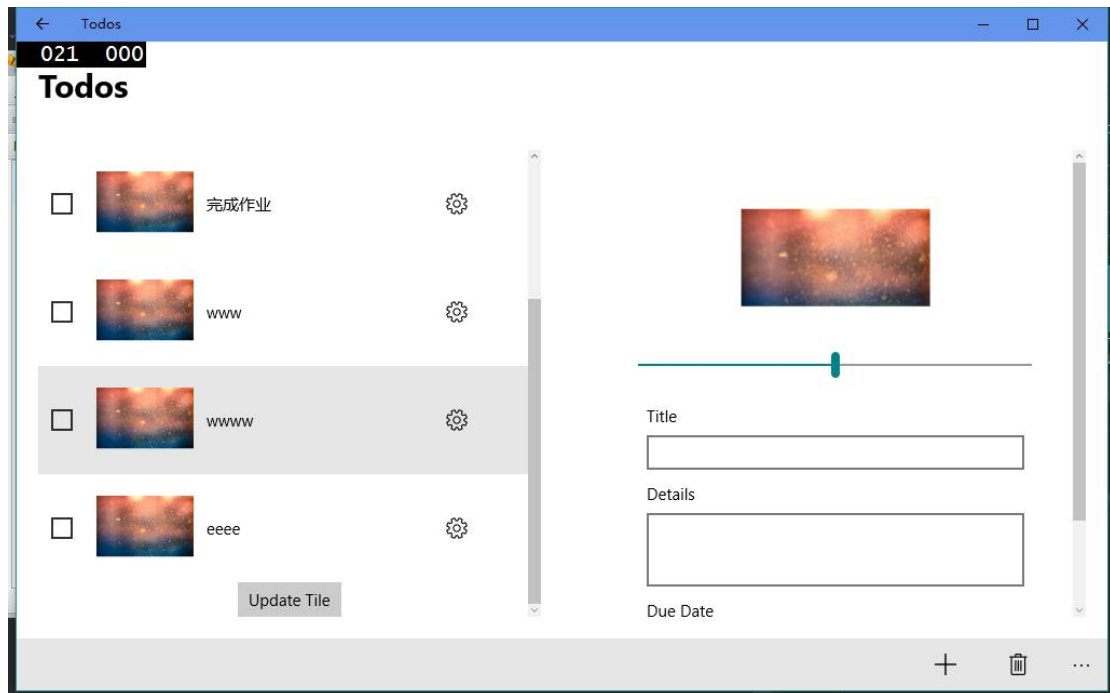 Todos
021 000
Todos
完成作业
www
wwww
eeee
Update Tile
Title
Details
Due Date